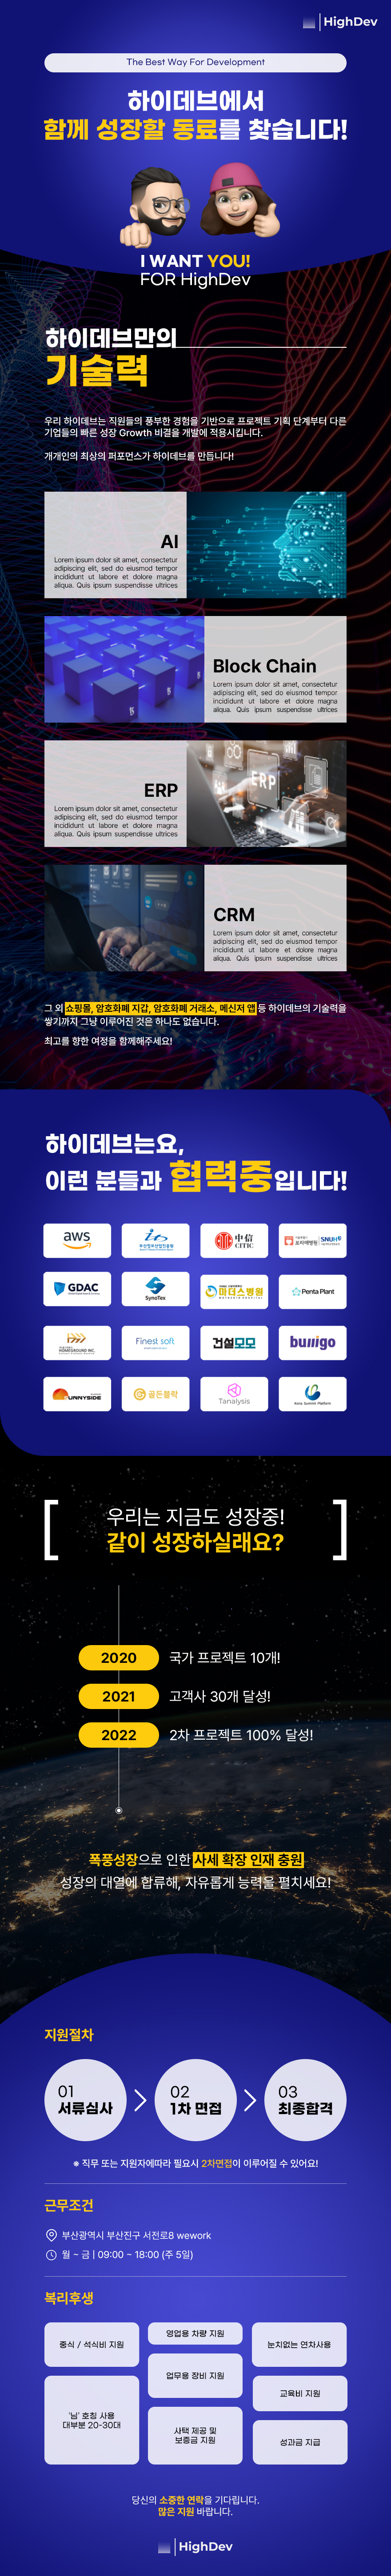 HighDev
The Best Way For Development
하이데브에서
함께 성장할 동료를 찾습니다!
I WANT YOU!
FOR HighDev
하이데브만의
기술력
우리 하이데브는 직원들의 풍부한 경험을 기반으로 프로젝트 기획 단계부터 다른
기업들의 빠른 성장 Growth 비결을 개발에 적용시킵니다.
개개인의 최상의 퍼포먼스가 하이데브를 만듭니다!
AI
Lorem ipsum dolor sit amet, consectetur
adipiscing elit, sed do eiusmod tempor
incididunt ut labore et dolore magna
aliqua. Quis ipsum suspendisse ultrices
Block Chain
Lorem ipsum dolor sit amet, consectetur
adipiscing elit, sed do eiusmod tempor
incididunt ut labore et dolore magna
aliqua. Quis ipsum suspendisse ultrices
ERP
Lorem ipsum dolor sit amet, consectetur
adipiscing elit, sed do eiusmod tempor
incididunt ut labore et dolore magna
aliqua. Quis ipsum suspendisse ultrices
ERP
CRM
Lorem ipsum dolor sit amet, consectetur
adipiscing elit, sed do eiusmod tempor
incididunt ut labore et dolore magna
aliqua. Quis ipsum suspendisse ultrices
그 외 쇼핑몰, 암호화폐 지갑, 암호화폐 거래소, 메신저 앱 등 하이데브의 기술력을
쌓기까지 그냥 이루어진 것은 하나도 없습니다.
최고를 향한 여정을 함께해주세요!
하이데브는요,
이런 분들과 협력중입니다!
aws
부산정보산업진흥원
中信
CITIC
보라매병원
SNUH
GDAC
SynoTex
마더스병원
Penta Plant
HOMEGROUND INC.
Finest soft
건설모모
buiiigo
SUNNYSIDE
골든블럭
Tanalysis
Korea Summit Platform
우리는 지금도 성장중!
같이 성장하실래요?
2020 국가 프로젝트 10개!
2021 고객사 30개 달성!
2022 2차 프로젝트 100% 달성!
폭풍성장으로 인한 사세 확장 인재 충원
성장의 대열에 합류해, 자유롭게 능력을 펼치세요!
지원절차
01
서류심사
02
1차 면접
03
최종합격
※ 직무 또는 지원자에따라 필요시 2차면접이 이루어질 수 있어요!
근무조건
부산광역시 부산진구 서전로8 wework
월 ~ 금 | 09:00 ~ 18:00 (주 5일)
복리후생
중식 / 석식비 지원
영업용 차량 지원
눈치없는 연차사용
업무용 장비 지원
교육비 지원
'님' 호칭 사용
대부분 20-30대
사택 제공 및
보증금 지원
성과금 지급
당신의 소중한 연락을 기다립니다.
많은 지원 바랍니다.
HighDev